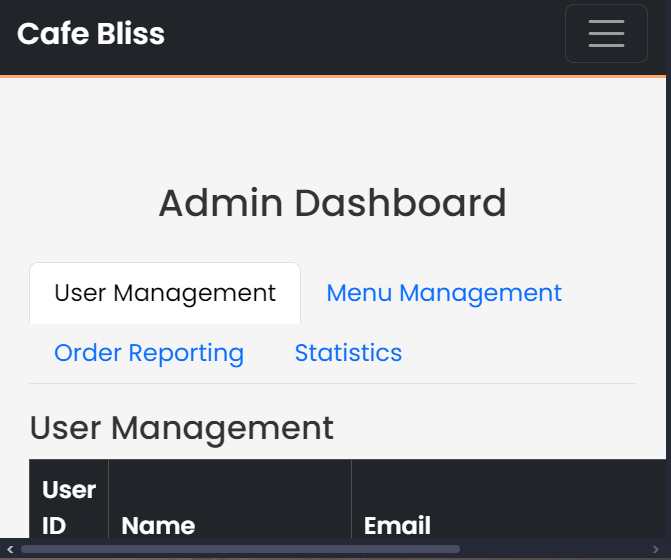 Cafe Bliss
Admin Dashboard
User Management Menu Management
Order Reporting Statistics
User Management
User
ID Name Email